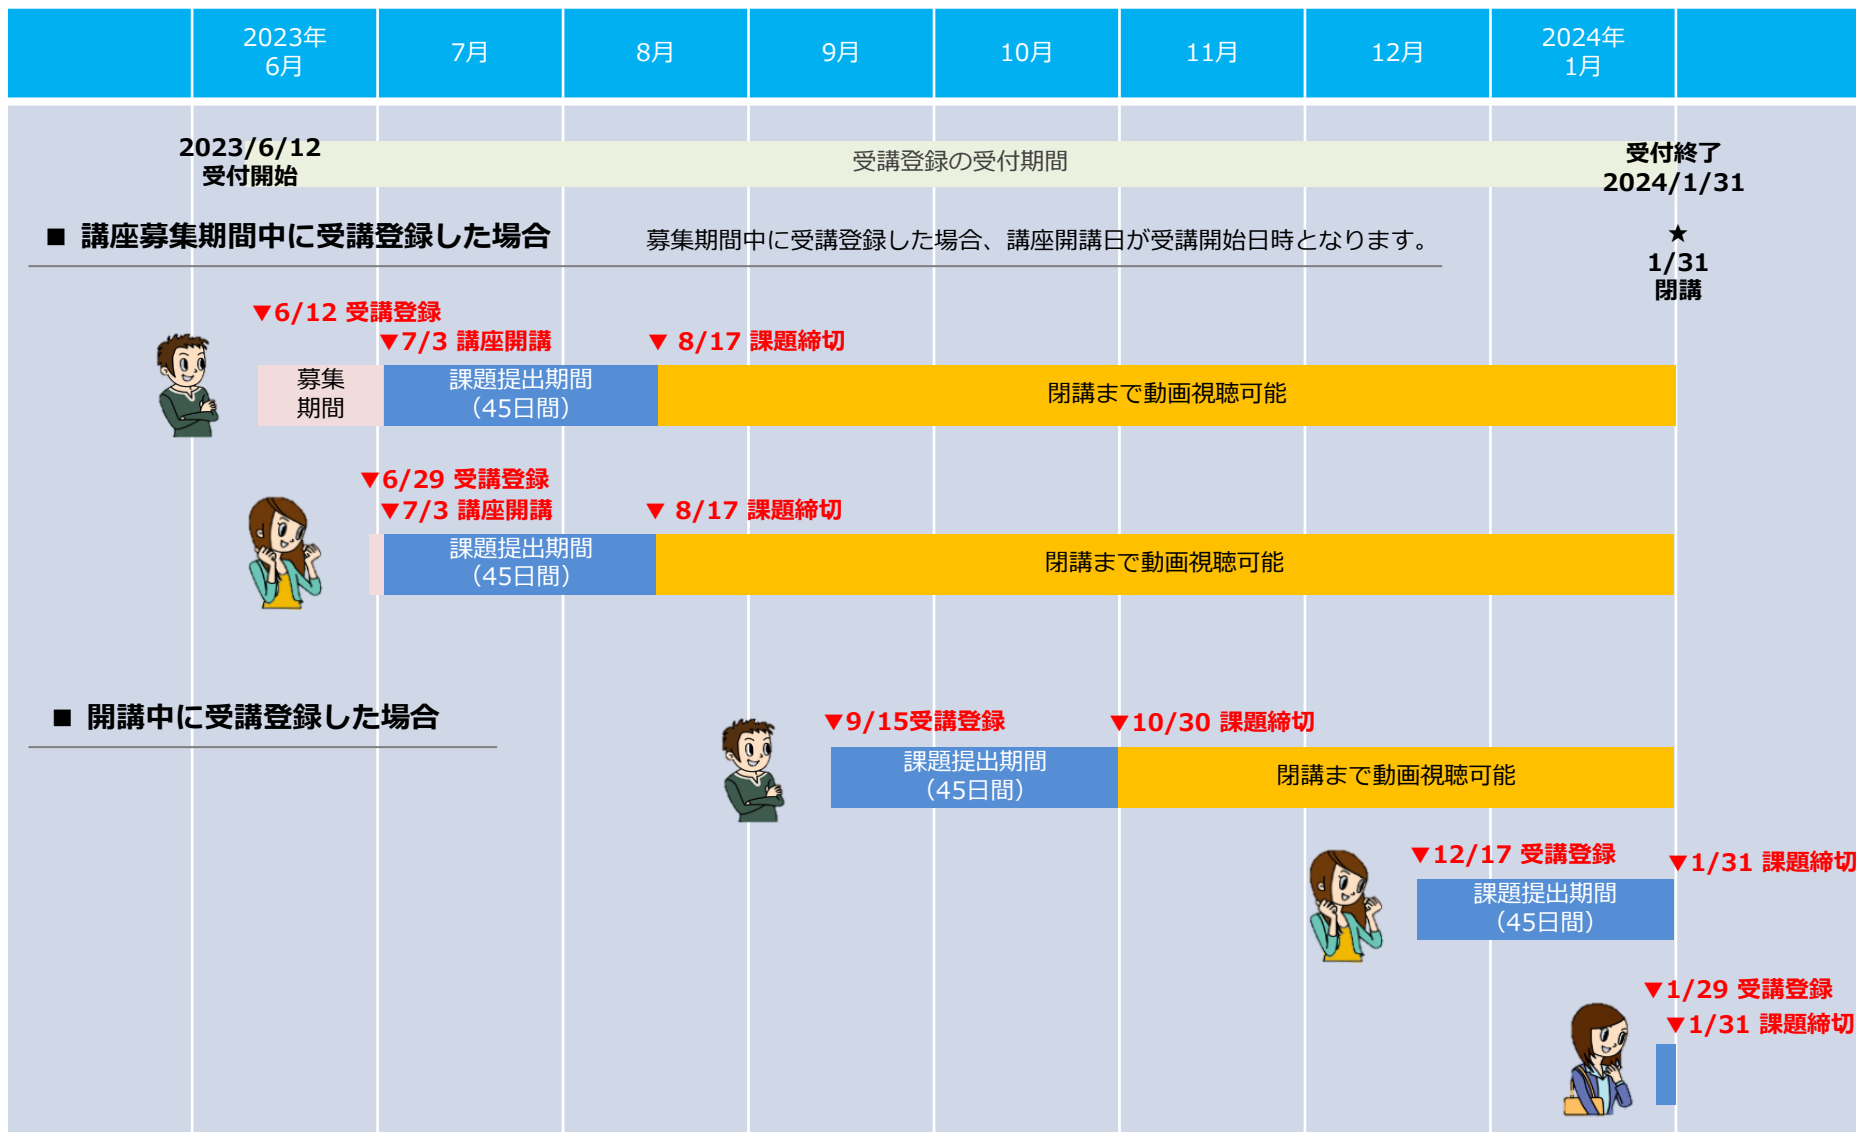 2023年
6月
7月
8月
9月
10月
11月
12月
2024年
1月
2023/6/12
受付開始
受講登録の受付期間
受付終了
2024/1/31
■ 講座募集期間中に受講登録した場合
募集期間中に受講登録した場合、講座開講日が受講開始日時となります。
★
1/31
閉講
▼6/12 受講登録
▼7/3 講座開講
▼ 8/17 課題締切
募集
期間
課題提出期間
（45日間）
閉講まで動画視聴可能
▼6/29 受講登録
▼7/3 講座開講
▼ 8/17 課題締切
課題提出期間
（45日間）
閉講まで動画視聴可能
■ 開講中に受講登録した場合
▼9/15受講登録
▼10/30 課題締切
課題提出期間
（45日間）
閉講まで動画視聴可能
▼12/17 受講登録
▼1/31 課題締切
課題提出期間
（45日間）
▼1/29 受講登録
▼1/31 課題締切